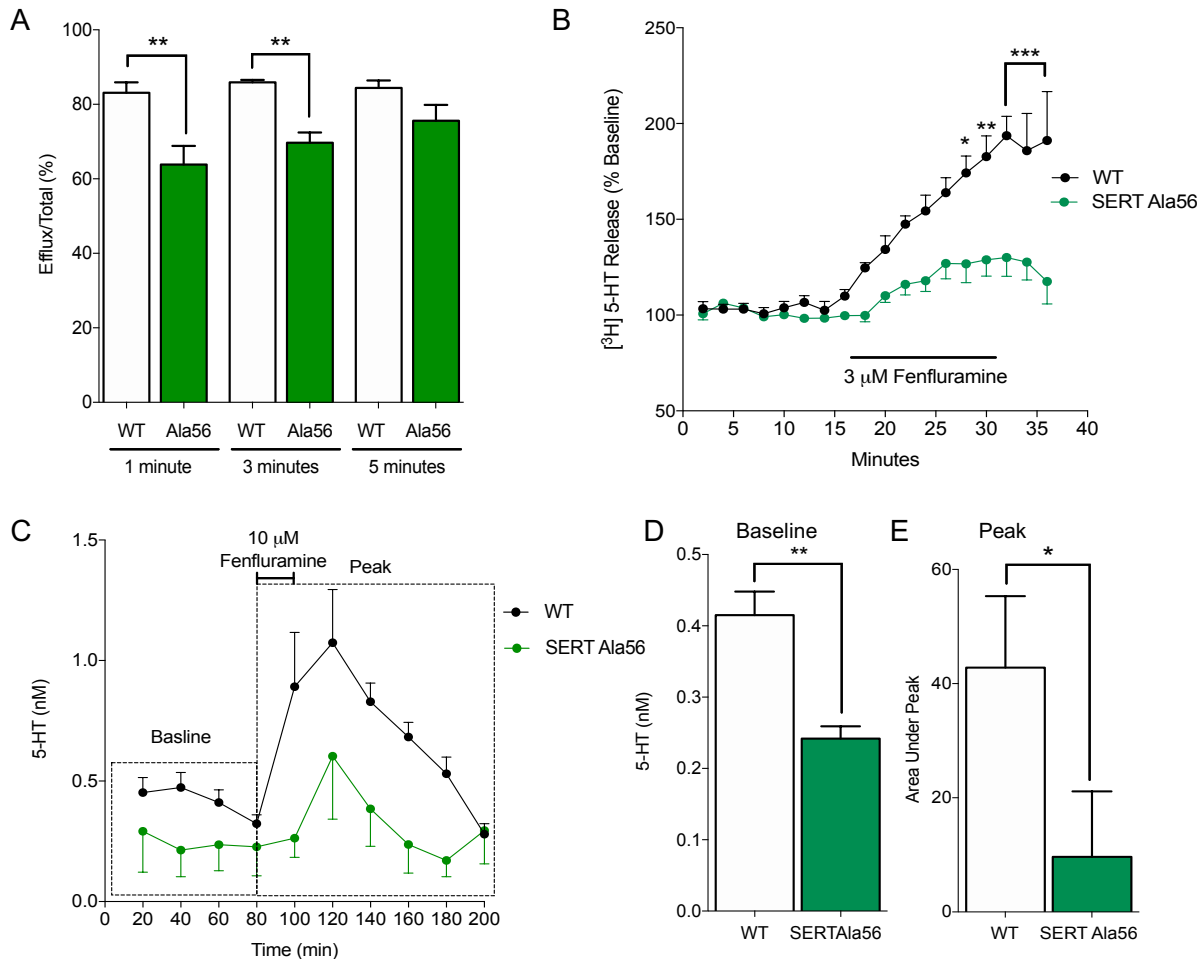 A
Efflux/Total (%)
100
80
60
40
20
0
** **
WT Ala56 WT Ala56 WT Ala56
1 minute 3 minutes 5 minutes
B
[³H] 5-HT Release (% Baseline)
250
200
150
100
50
* ** ***
WT
SERT Ala56
3 μM Fenfluramine
0 5 10 15 20 25 30 35 40
Minutes
C
5-HT (nM)
1.5
1.0
0.5
0.0
10 μM
Fenfluramine
Peak
Basline
WT
SERT Ala56
20 40 60 80 100 120 140 160 180 200
Time (min)
D
Baseline
**
5-HT (nM)
0.5
0.4
0.3
0.2
0.1
0.0
WT SERTAla56
E
Peak
*
Area Under Peak
60
40
20
0
WT SERT Ala56